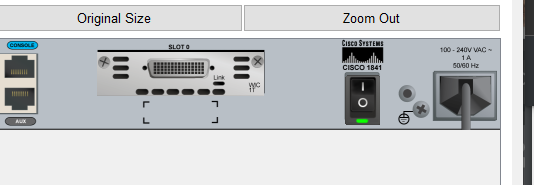 Original Size
Zoom Out
CONSOLE
AUX
SLOT 0
Link
WIC
1T
CISCO SYSTEMS
CISCO 1841
I
O
100 - 240V VAC ~
1 A
50/60 Hz